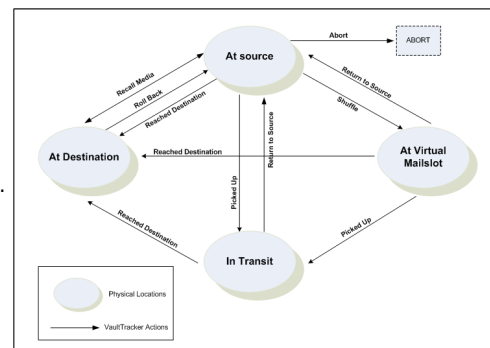 Abort
ABORT
At source
Recall Media
Roll Back
Reached Destination
Return to Source
Shuffle
At Destination
Reached Destination
At Virtual
Mailslot
Picked Up
Return to Source
Reached Destination
Picked Up
In Transit
Physical Locations
VaultTracker Actions